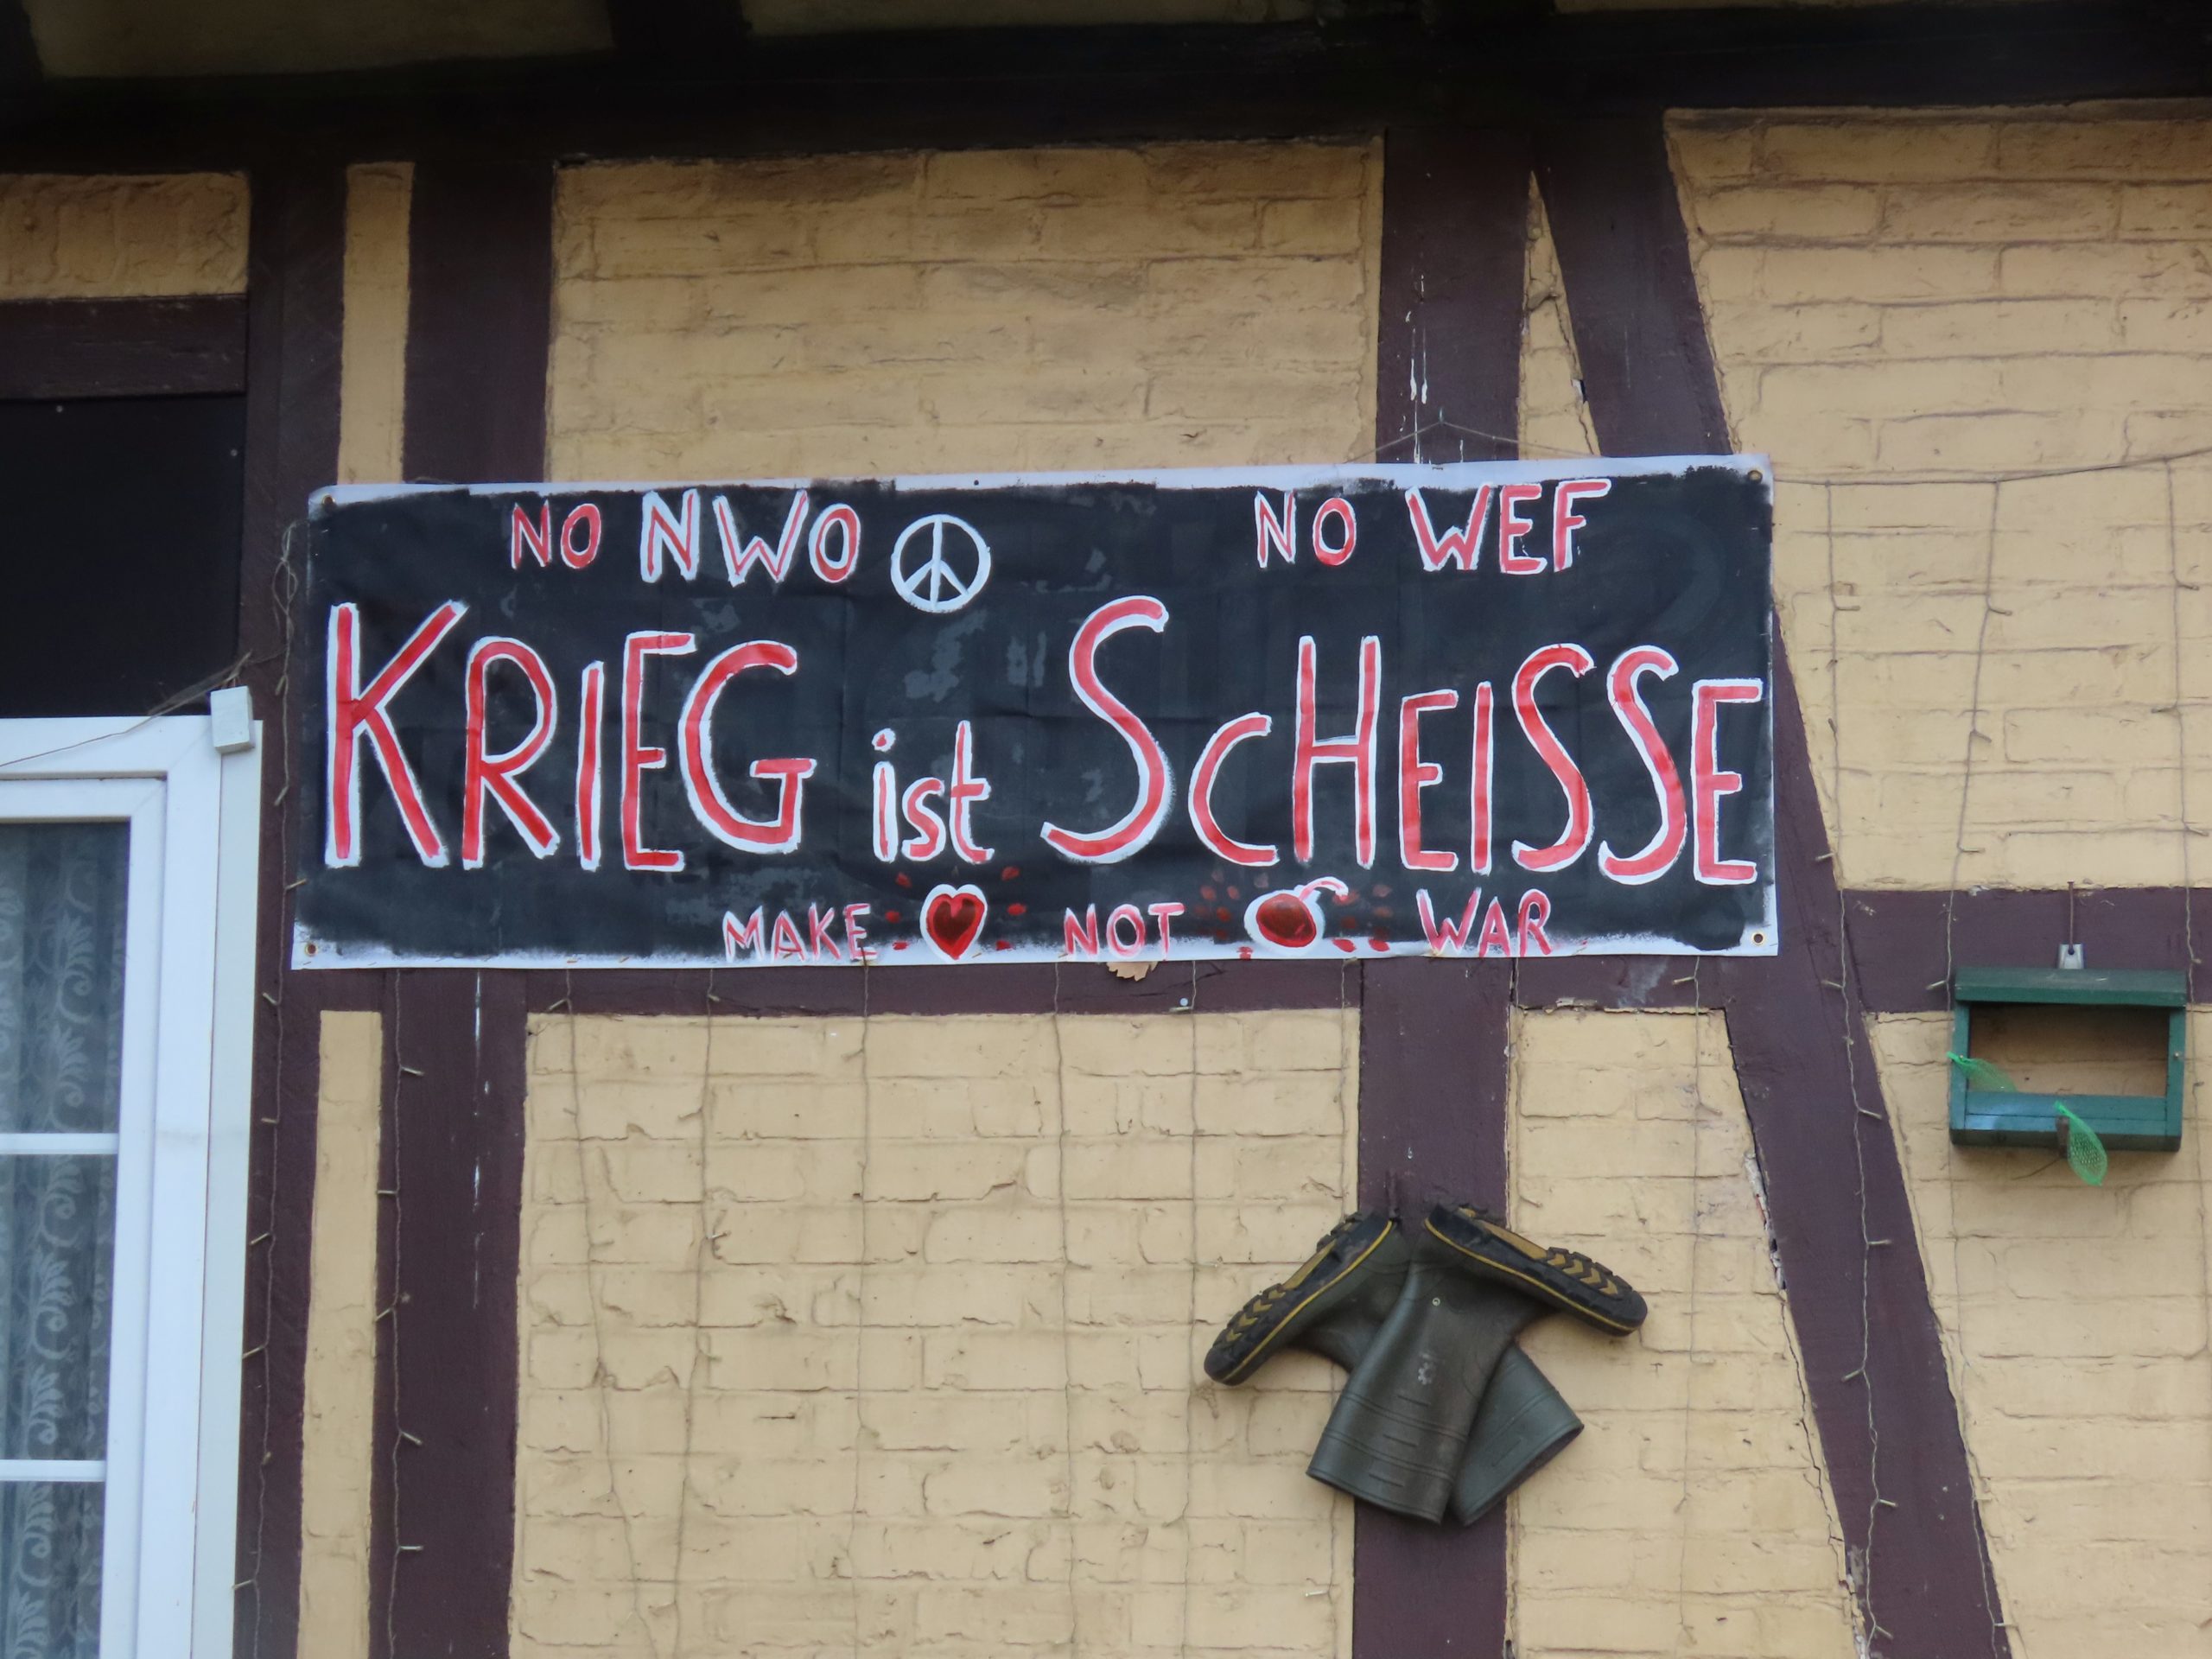 NO NWO NO WEF
KRIEG ist SCHEISSE
MAKE NOT WAR